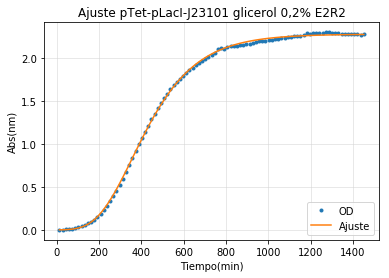 Ajuste pTet-pLacI-J23101 glicerol 0,2% E2R2
Abs(nm)
2.0
1.5
1.0
0.5
0.0
OD
Ajuste
0 200 400 600 800 1000 1200 1400
Tiempo(min)